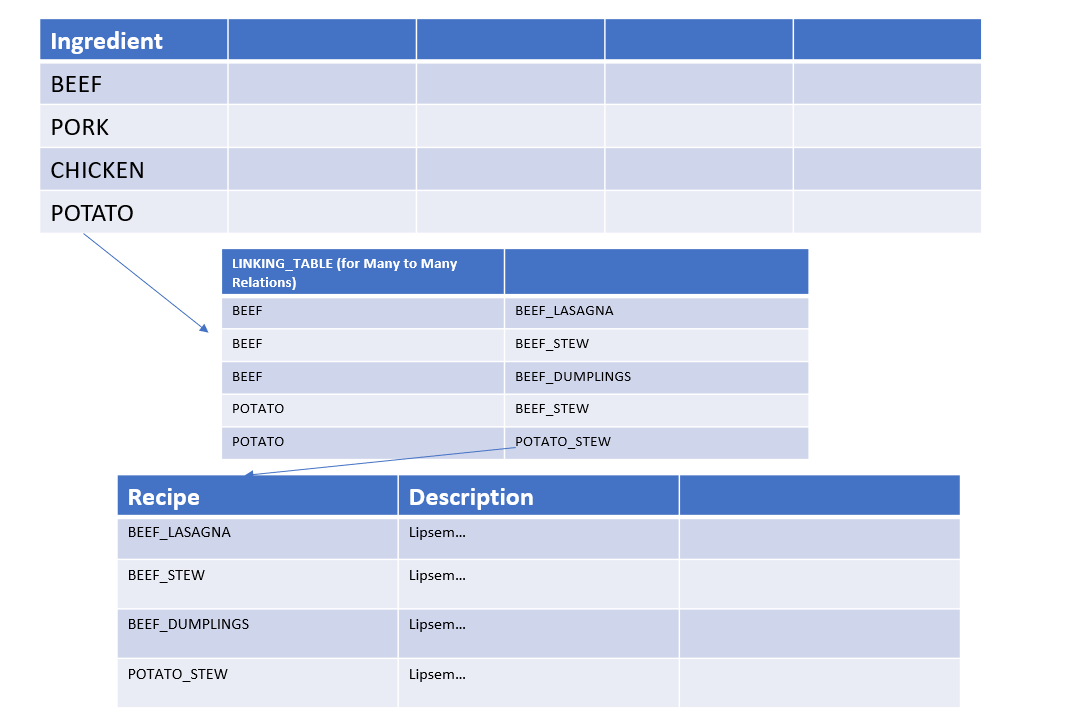 Ingredient
BEEF
PORK
CHICKEN
POTATO
LINKING_TABLE (for Many to Many
Relations)
BEEF BEEF_LASAGNA
BEEF BEEF_STEW
BEEF BEEF_DUMPLINGS
POTATO BEEF_STEW
POTATO POTATO_STEW
Recipe Description
BEEF_LASAGNA Lipsem...
BEEF_STEW Lipsem...
BEEF_DUMPLINGS Lipsem...
POTATO_STEW Lipsem...